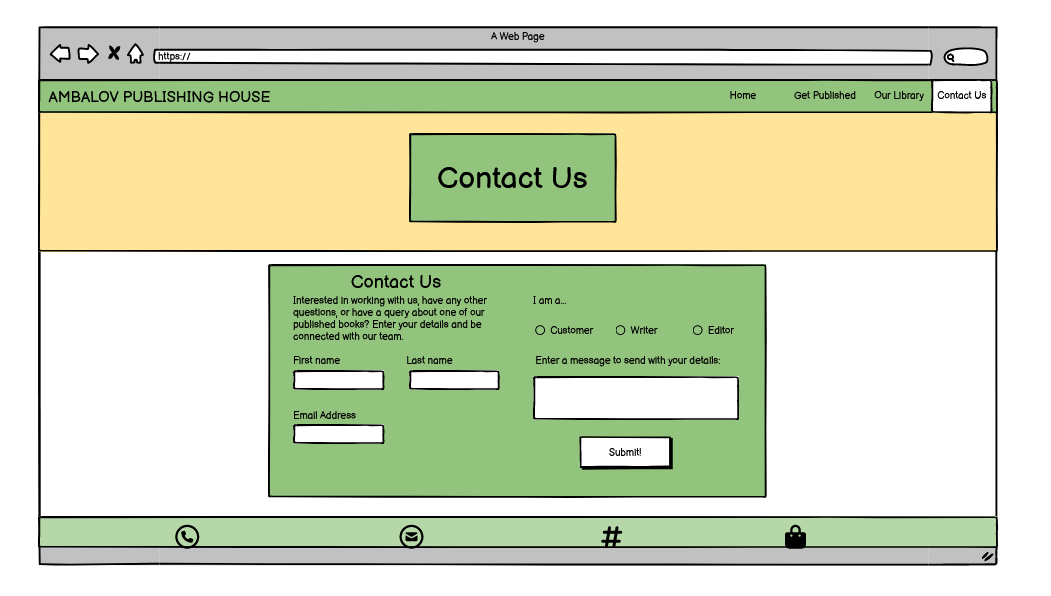 A Web Page
https://
AMBALOV PUBLISHING HOUSE
Home
Get Published
Our Library
Contact Us
Contact Us
Contact Us
Interested in working with us, have any other
questions, or have a query about one of our
published books? Enter your details and be
connected with our team.
First name
Last name
Email Address
I am a...
Customer
Writer
Editor
Enter a message to send with your details:
Submit!
#